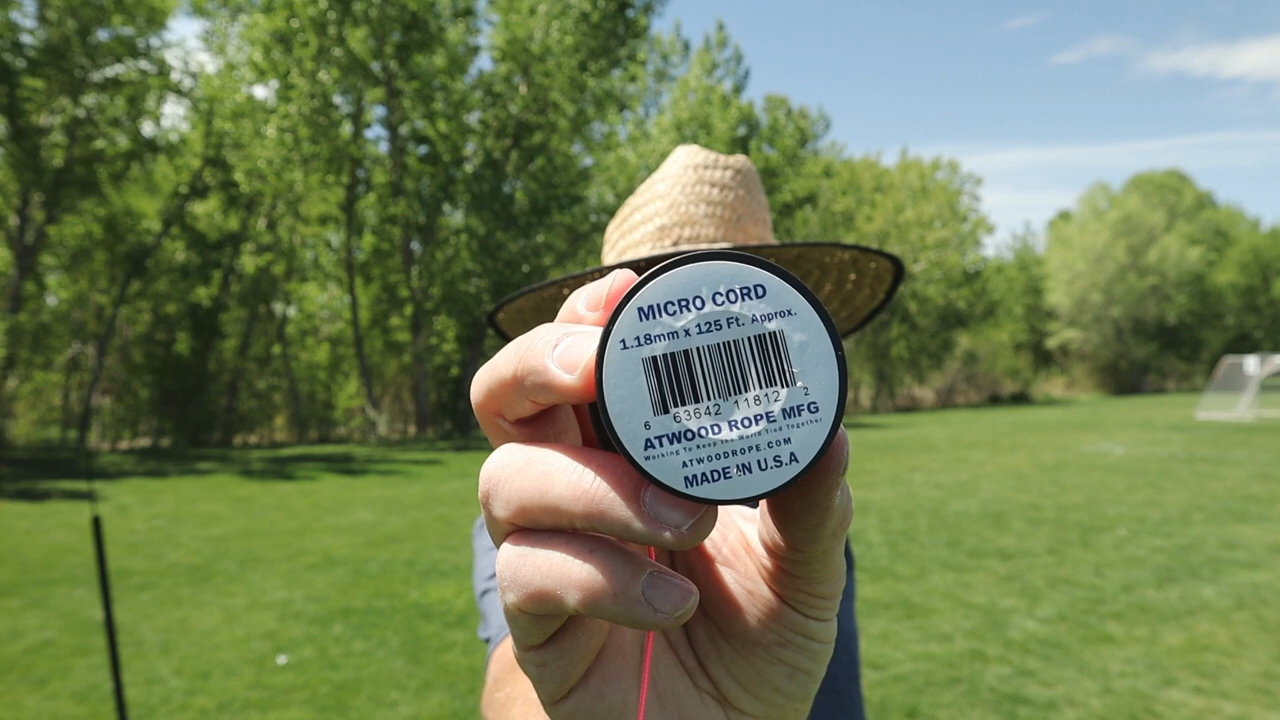 MICRO CORD
1.18mm x 125 Ft. Approx.
6 63642 11812 2
ATWOOD ROPE MFG
Working To Keep the World Tied Together
ATWOODROPE.COM
MADE IN U.S.A